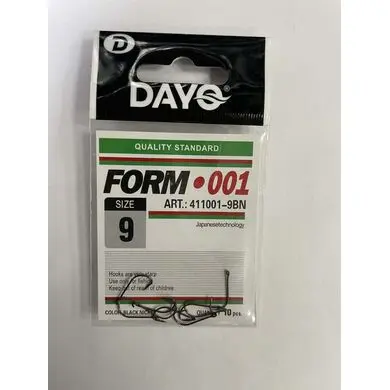 DAYO
QUALITY STANDARD
FORM • 001
SIZE
9
ART.: 411001-9BN
Japanesetechnology
Hooks are very sharp
Use only for fishing
Keep out of reach of children.
COLOR: BLACK NICKEL
10 pcs.